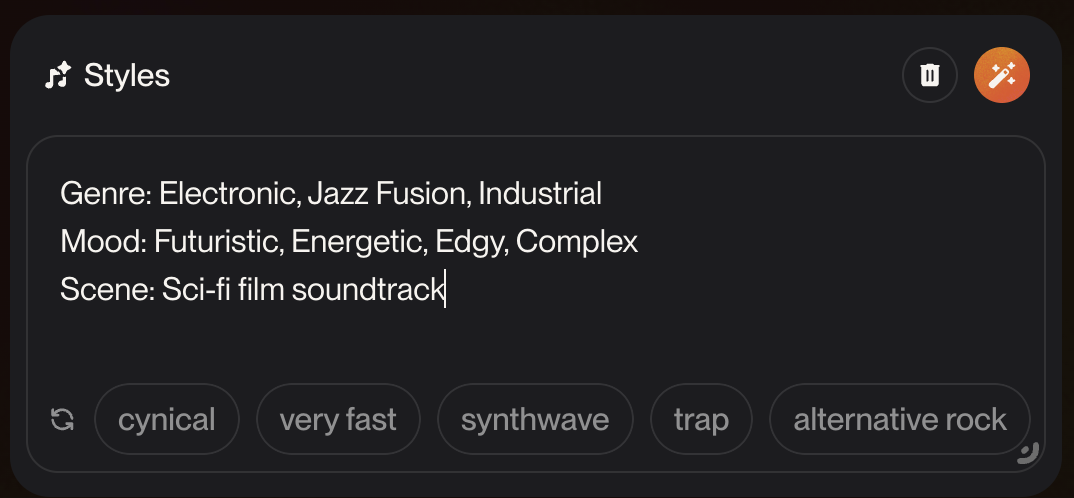 Styles
Genre: Electronic, Jazz Fusion, Industrial
Mood: Futuristic, Energetic, Edgy, Complex
Scene: Sci-fi film soundtrack
cynical very fast synthwave trap alternative rock